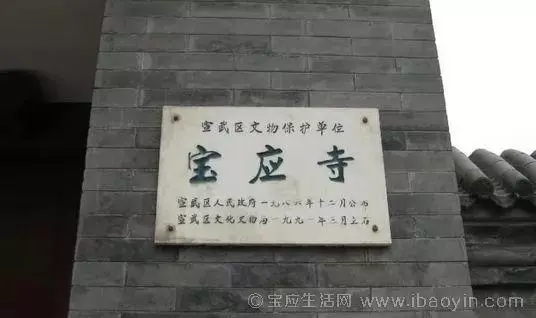 宣武区文物保护单位
宝应寺
宣武区人民政府一九八六年十二月公布
宣武区文化文物局一九九一年三月立石
© 宝应生活网 www.ibaoyin.com